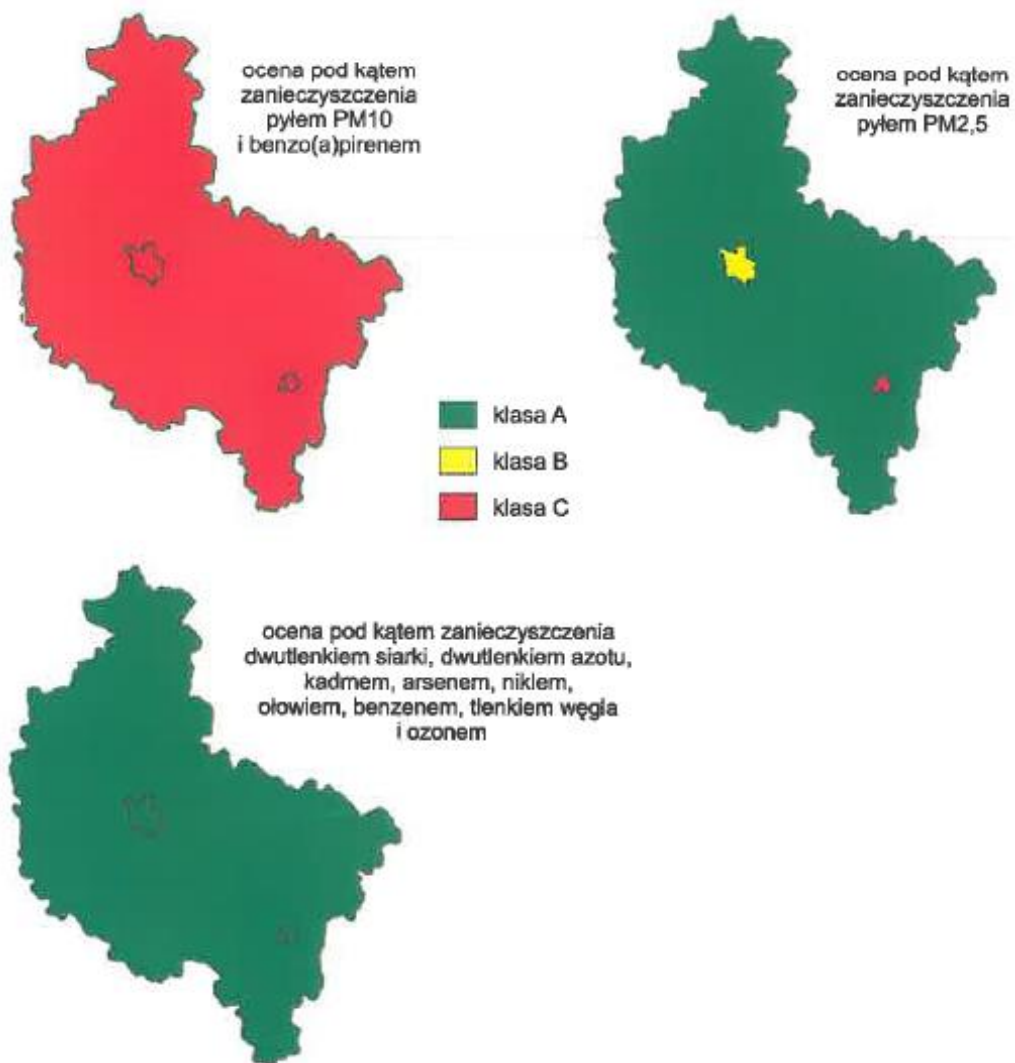 ocena pod kątem
zanieczyszczenia
pyłem PM10
i benzo(a)pirenem
ocena pod kątem
zanieczyszczenia
pyłem PM2,5
klasa A
klasa B
klasa C
ocena pod kątem zanieczyszczenia
dwutlenkiem siarki, dwutlenkiem azotu,
kadmem, arsenem, niklem,
ołowiem, benzenem, tlenkiem węgla
i ozonem